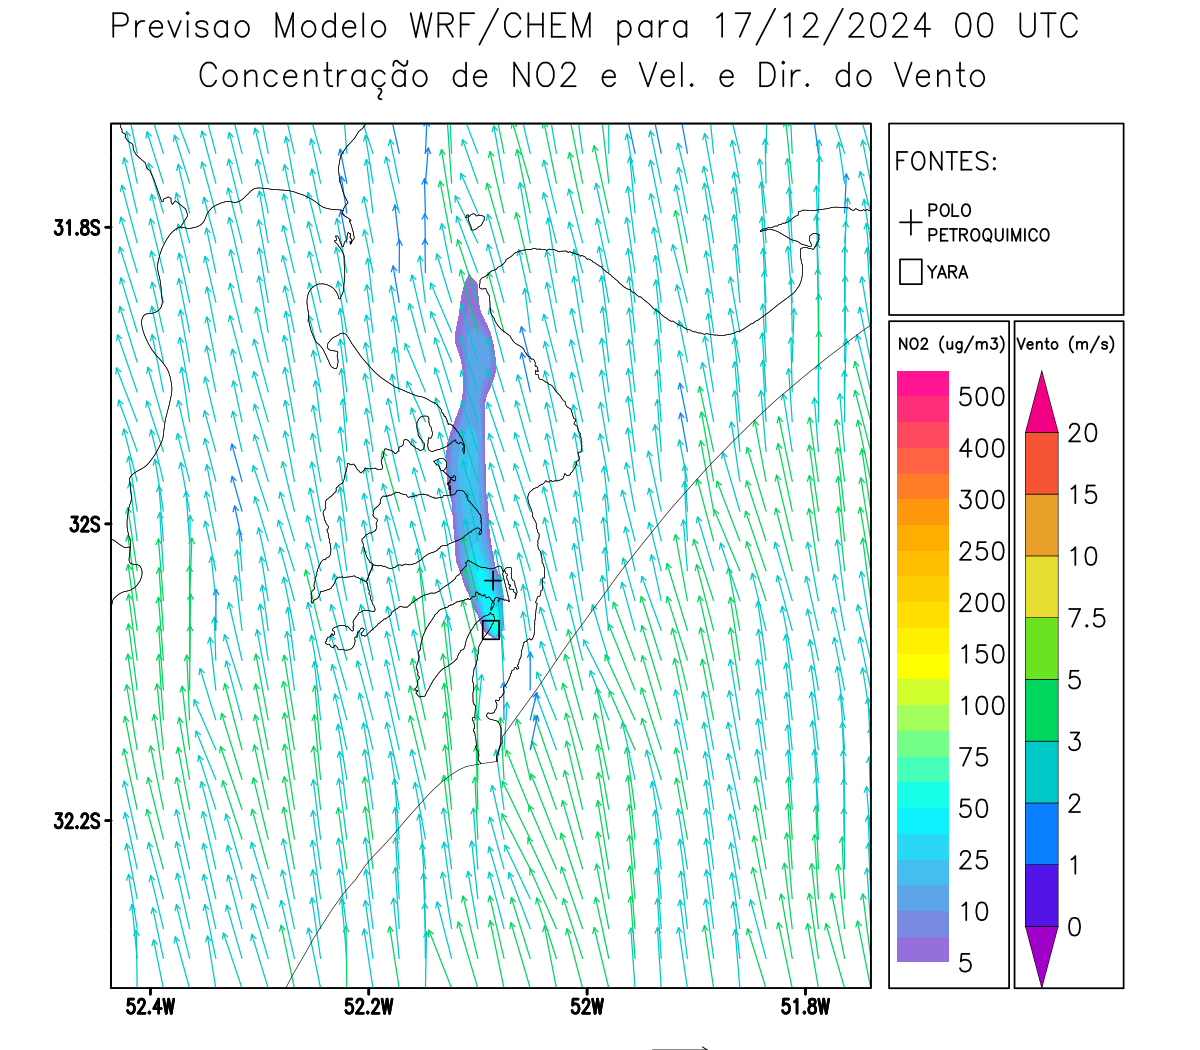 Previsao Modelo WRF/CHEM para 17/12/2024 00 UTC
Concentração de NO2 e Vel. e Dir. do Vento
FONTES:
POLO
PETROQUIMICO
YARA
NO2 (ug/m3)
500
400
300
250
200
150
100
75
50
25
10
5
Vento (m/s)
20
15
10
7.5
5
3
2
1
0
31.8S
32S
32.2S
52.4W
52.2W
52W
51.8W